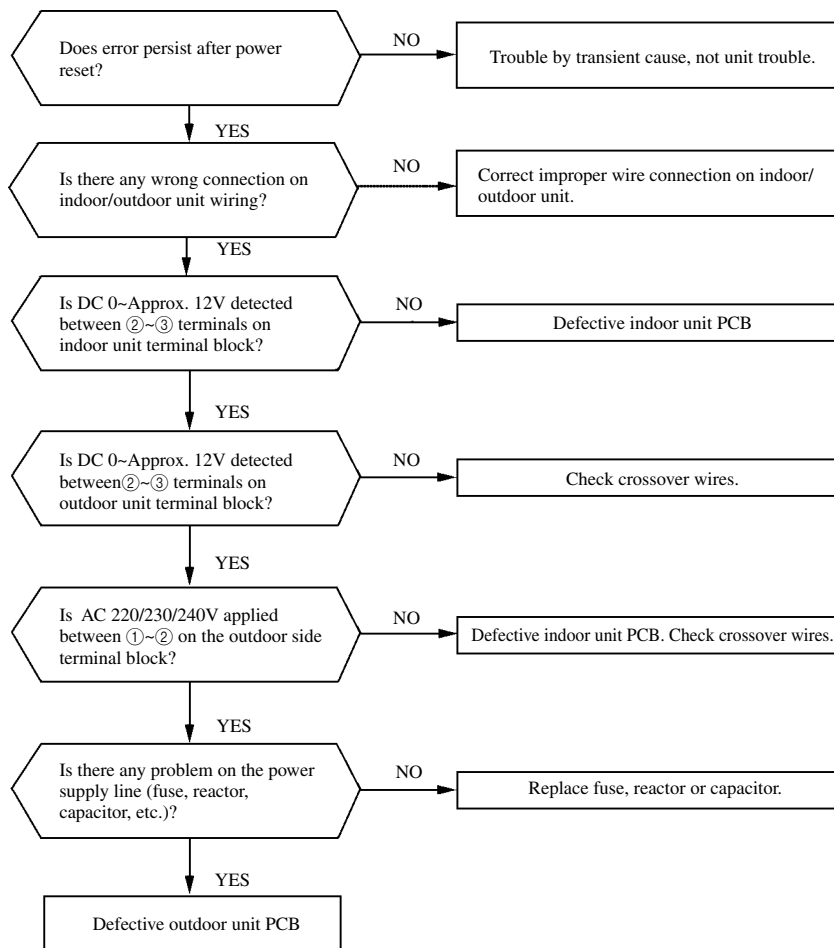 Does error persist after power
reset?
NO
Trouble by transient cause, not unit trouble.
YES
Is there any wrong connection on
indoor/outdoor unit wiring?
NO
Correct improper wire connection on indoor/
outdoor unit.
YES
Is DC 0~Approx. 12V detected
between ②~③ terminals on
indoor unit terminal block?
NO
Defective indoor unit PCB
YES
Is DC 0~Approx. 12V detected
between②~③ terminals on
outdoor unit terminal block?
NO
Check crossover wires.
YES
Is AC 220/230/240V applied
between ①~② on the outdoor side
terminal block?
NO
Defective indoor unit PCB. Check crossover wires.
YES
Is there any problem on the power
supply line (fuse, reactor,
capacitor, etc.)?
NO
Replace fuse, reactor or capacitor.
YES
Defective outdoor unit PCB